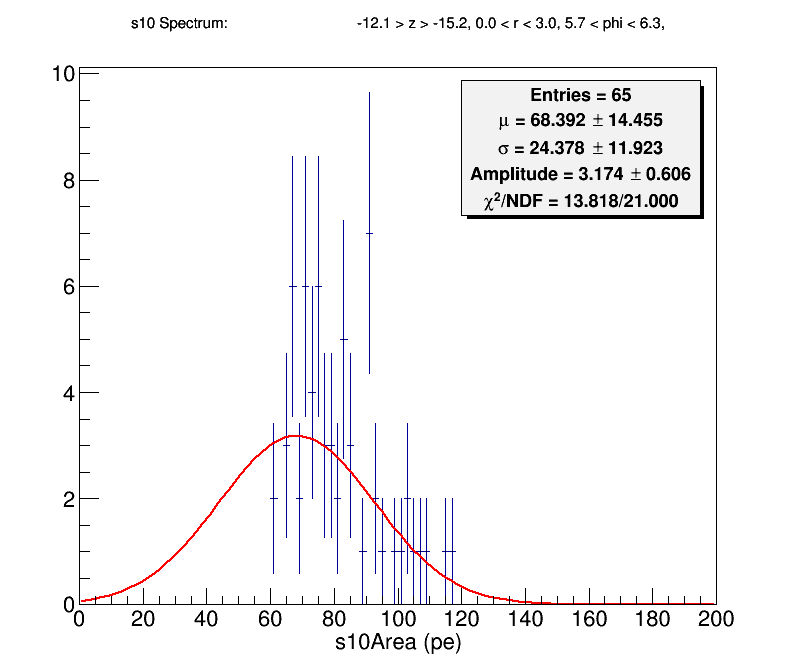 s10 Spectrum: -12.1 > z > -15.2, 0.0 < r < 3.0, 5.7 < phi < 6.3,
Entries = 65
μ = 68.392 ± 14.455
σ = 24.378 ± 11.923
Amplitude = 3.174 ± 0.606
χ²/NDF = 13.818/21.000
10
8
6
4
2
0
0 20 40 60 80 100 120 140 160 180 200
s10Area (pe)